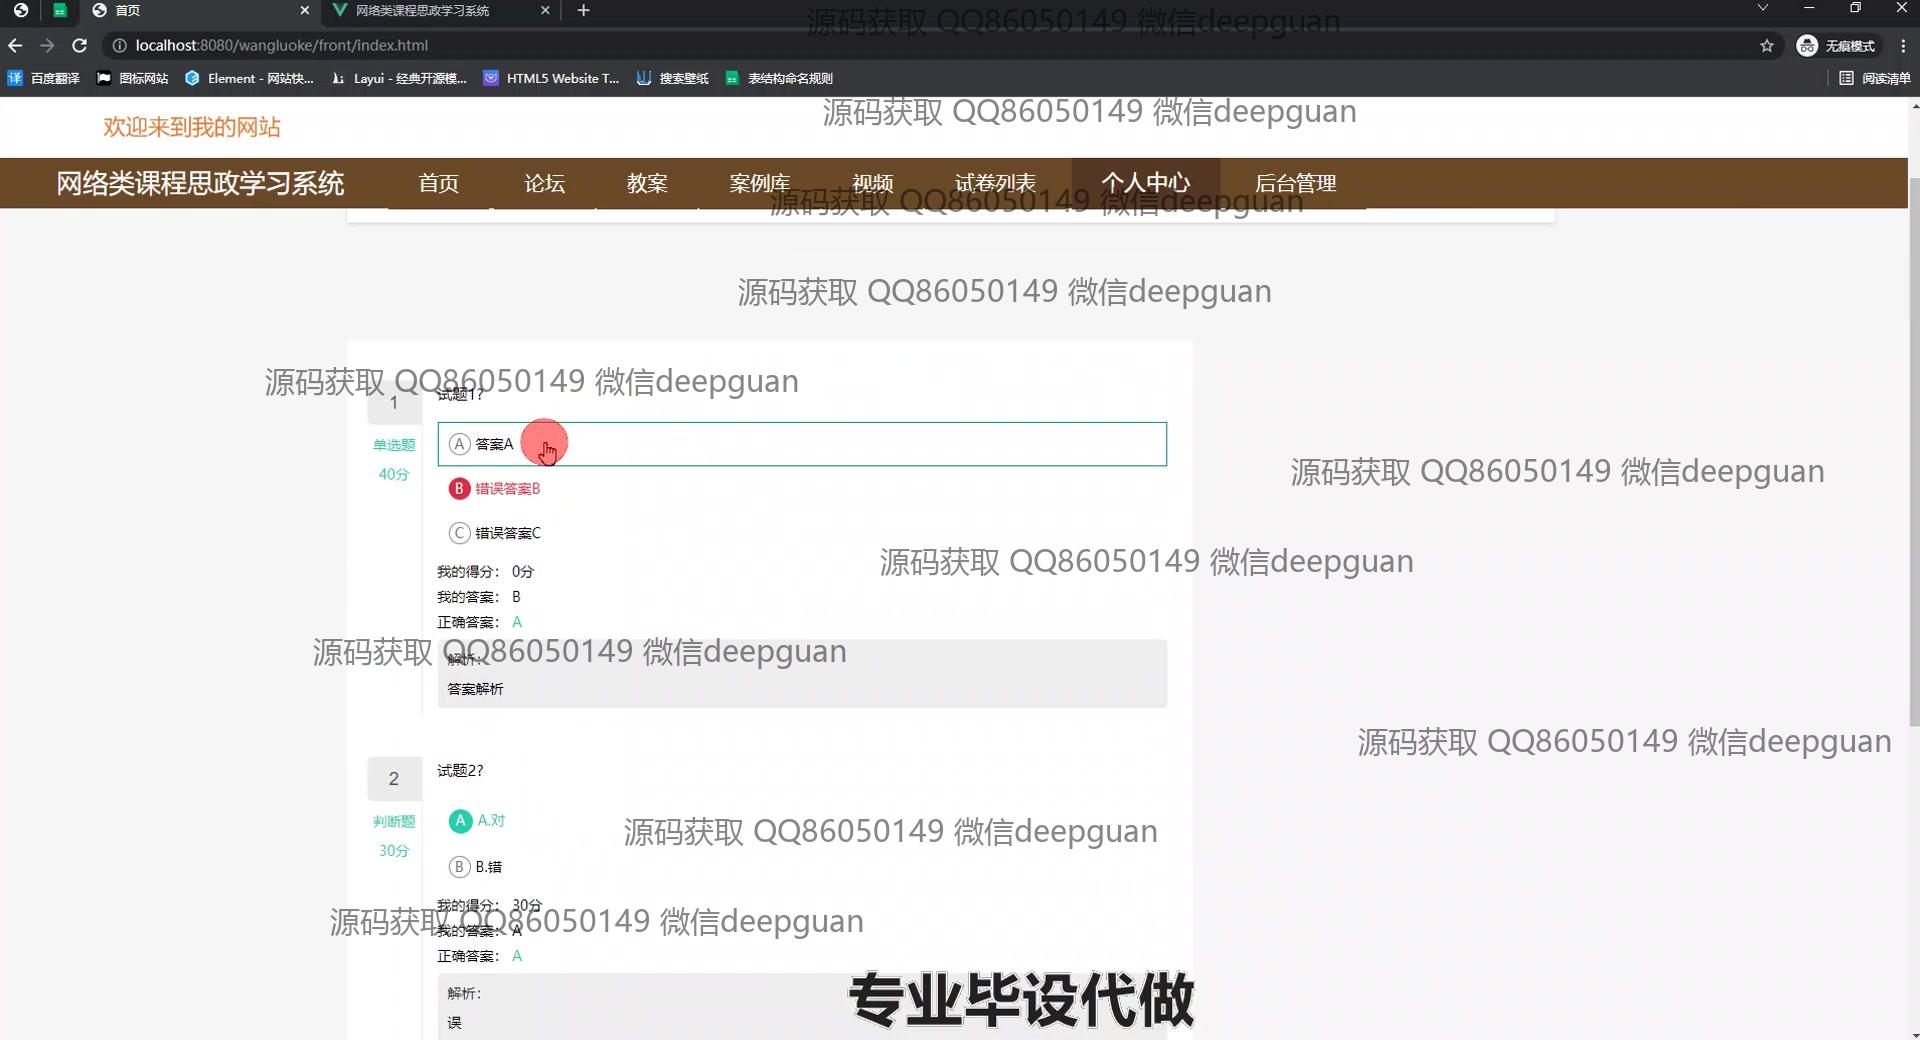 首页
网络类课程思政学习系统
localhost:8080/wangluoke/front/index.html
无痕模式
译 百度翻译
图标网站
Element - 网站快...
Layui - 经典开源模...
HTML5 Website T...
搜索壁纸
表结构命名规则
阅读清单
源码获取 QQ86050149 微信deepguan
源码获取 QQ86050149 微信deepguan
欢迎来到我的网站
网络类课程思政学习系统
首页
论坛
教案
案例库
视频
试卷列表
个人中心
后台管理
源码获取 QQ86050149 微信deepguan
源码获取 QQ86050149 微信deepguan
源码获取 QQ86050149 微信deepguan
1
试题1?
单选题
40分
A 答案A
B 错误答案B
C 错误答案C
源码获取 QQ86050149 微信deepguan
源码获取 QQ86050149 微信deepguan
我的得分： 0分
我的答案： B
正确答案： A
源码获取 QQ86050149 微信deepguan
解析:
答案解析
源码获取 QQ86050149 微信deepguan
2
试题2?
判断题
30分
A A.对
B B.错
源码获取 QQ86050149 微信deepguan
我的得分： 30分
源码获取 QQ86050149 微信deepguan
我的答案： A
正确答案： A
解析:
误
专业毕设代做